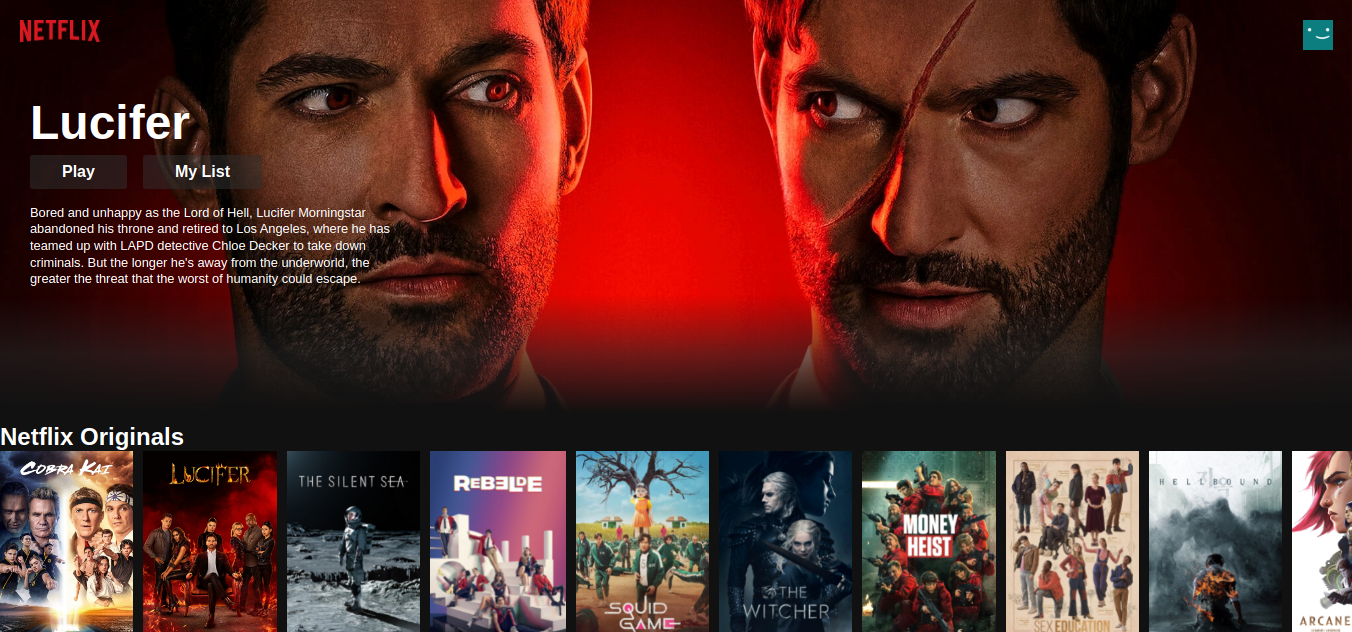 NETFLIX
Lucifer
Play
My List
Bored and unhappy as the Lord of Hell, Lucifer Morningstar
abandoned his throne and retired to Los Angeles, where he has
teamed up with LAPD detective Chloe Decker to take down
criminals. But the longer he's away from the underworld, the
greater the threat that the worst of humanity could escape.
Netflix Originals
COBRA KAI
LUCIFER
THE SILENT SEA
REBELDE
SQUID
GAME
THE
WITCHER
MONEY
HEIST
SEX EDUCATION
HELLBOUND
ARCANE